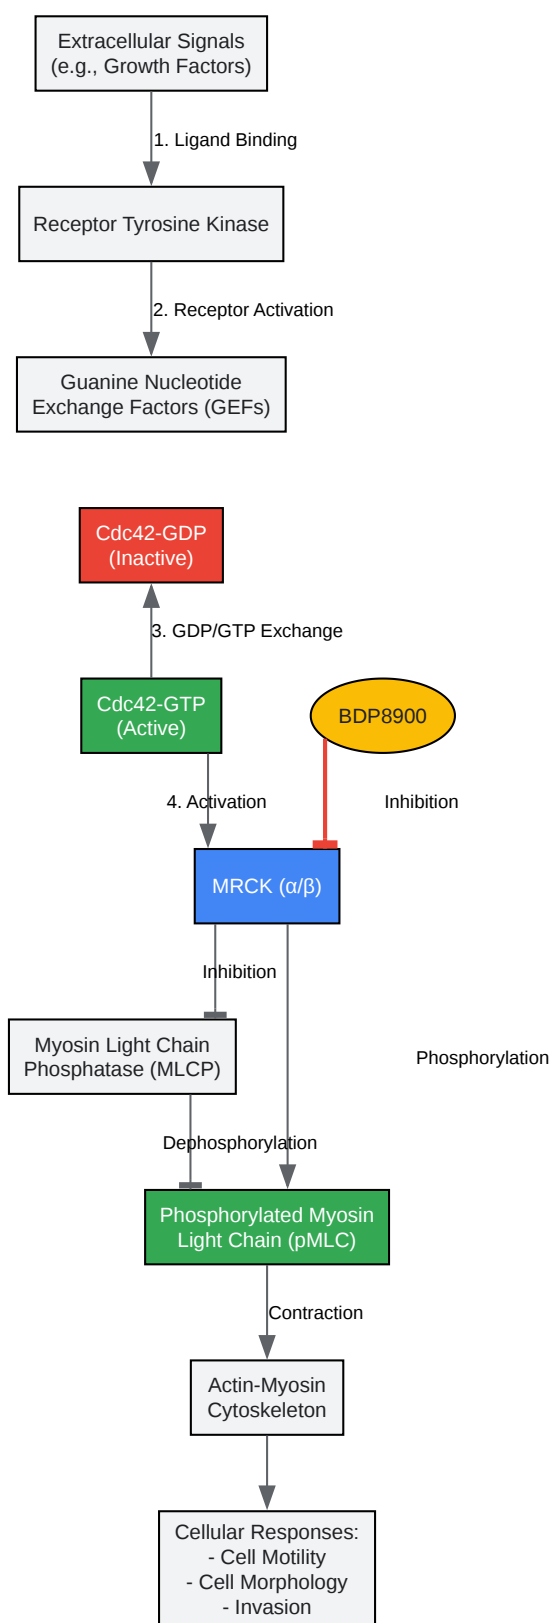 Extracellular Signals
(e.g., Growth Factors)
1. Ligand Binding
Receptor Tyrosine Kinase
2. Receptor Activation
Guanine Nucleotide
Exchange Factors (GEFs)
Cdc42-GDP
(Inactive)
3. GDP/GTP Exchange
Cdc42-GTP
(Active)
BDP8900
4. Activation
Inhibition
MRCK (α/β)
Inhibition
Myosin Light Chain
Phosphatase (MLCP)
Phosphorylation
Dephosphorylation
Phosphorylated Myosin
Light Chain (pMLC)
Contraction
Actin-Myosin
Cytoskeleton
Cellular Responses:
- Cell Motility
- Cell Morphology
- Invasion